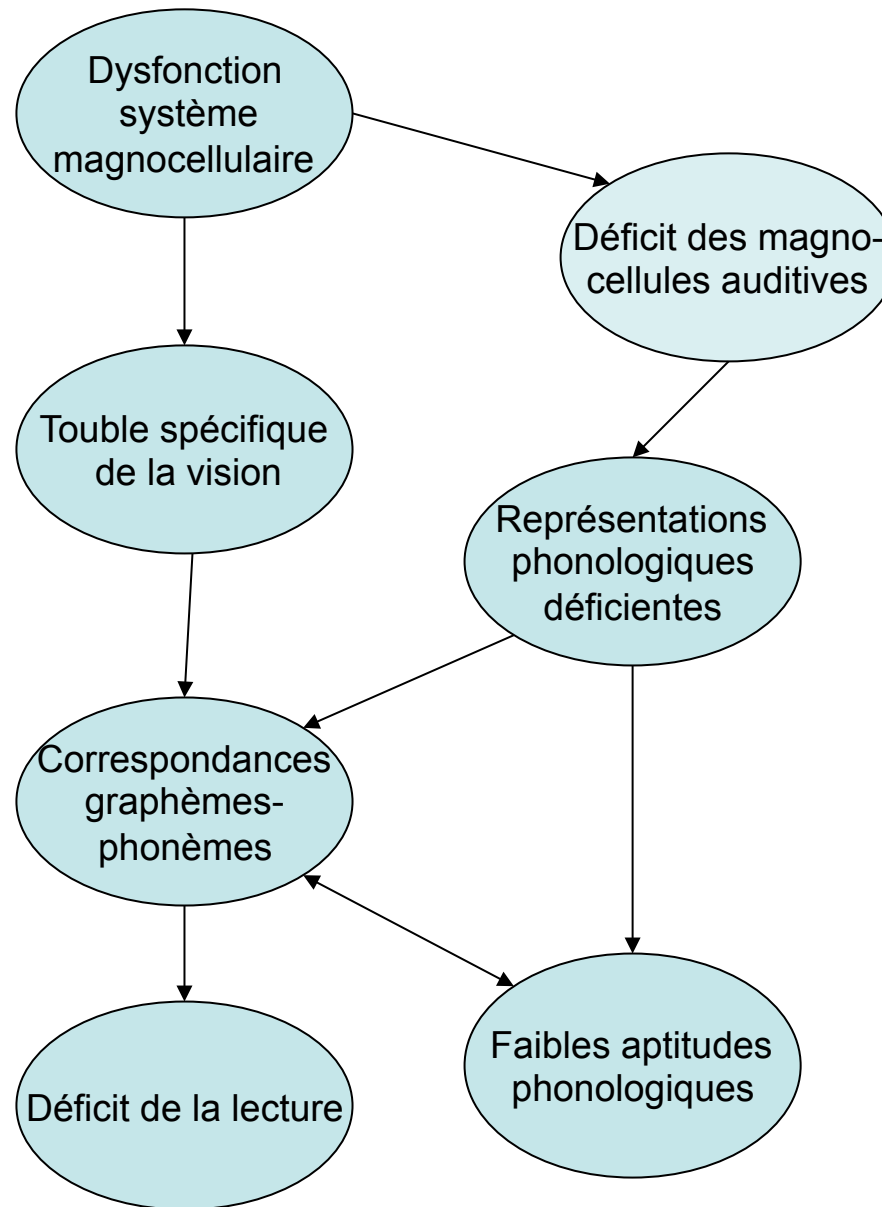 Dysfonction
système
magnocellulaire
Déficit des magno-
cellules auditives
Touble spécifique
de la vision
Représentations
phonologiques
déficientes
Correspondances
graphèmes-
phonèmes
Faibles aptitudes
phonologiques
Déficit de la lecture